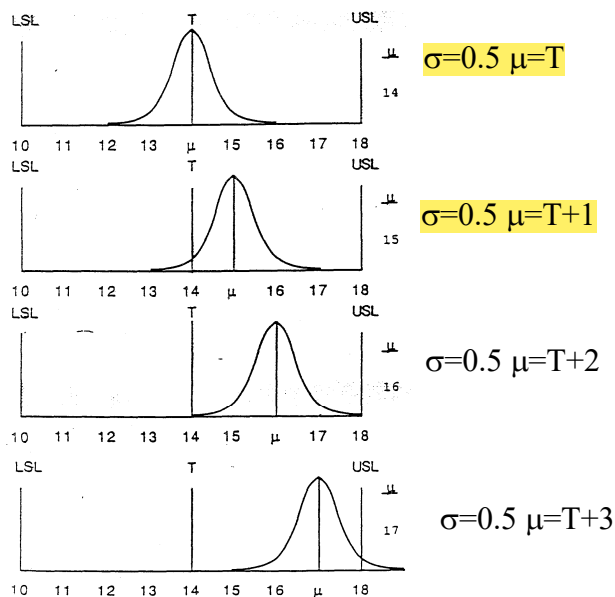 LSL T USL
μ
14
σ=0.5 μ=T
10 11 12 13 μ 15 16 17 18
LSL T USL
μ
15
σ=0.5 μ=T+1
10 11 12 13 14 μ 16 17 18
LSL T USL
μ
16
σ=0.5 μ=T+2
10 11 12 13 14 15 μ 17 18
LSL T USL
μ
17
σ=0.5 μ=T+3
10 11 12 13 14 15 16 μ 18